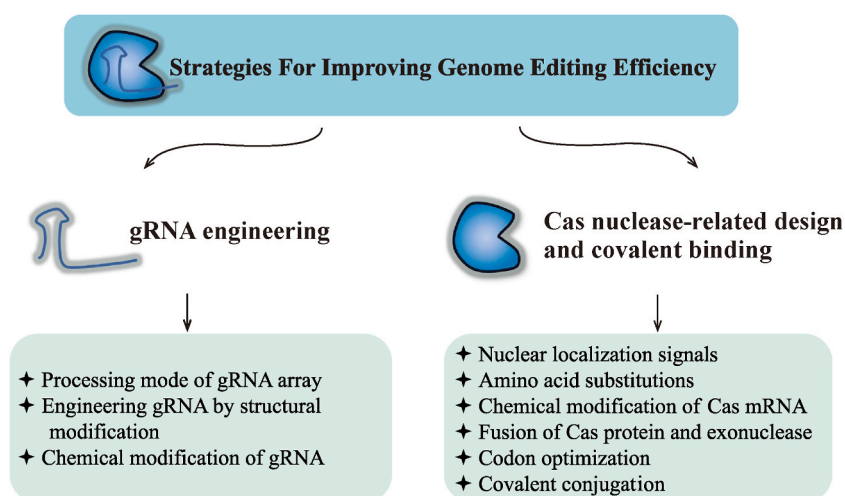 Strategies For Improving Genome Editing Efficiency
gRNA engineering
Cas nuclease-related design
and covalent binding
✦ Processing mode of gRNA array
✦ Engineering gRNA by structural
modification
✦ Chemical modification of gRNA
✦ Nuclear localization signals
✦ Amino acid substitutions
✦ Chemical modification of Cas mRNA
✦ Fusion of Cas protein and exonuclease
✦ Codon optimization
✦ Covalent conjugation